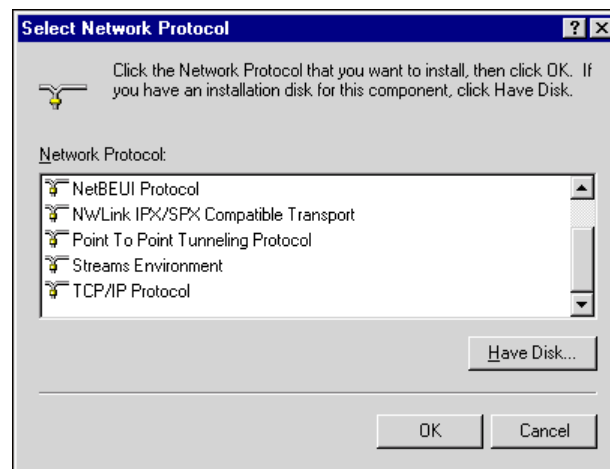 Select Network Protocol
Click the Network Protocol that you want to install, then click OK. If
you have an installation disk for this component, click Have Disk.
Network Protocol:
NetBEUI Protocol
NWLink IPX/SPX Compatible Transport
Point To Point Tunneling Protocol
Streams Environment
TCP/IP Protocol
Have Disk...
OK Cancel